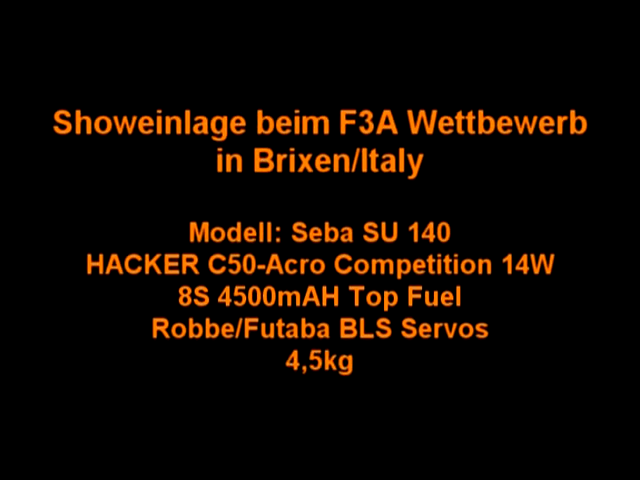 Showeinlage beim F3A Wettbewerb
in Brixen/Italy
Modell: Seba SU 140
HACKER C50-Acro Competition 14W
8S 4500mAH Top Fuel
Robbe/Futaba BLS Servos
4,5kg